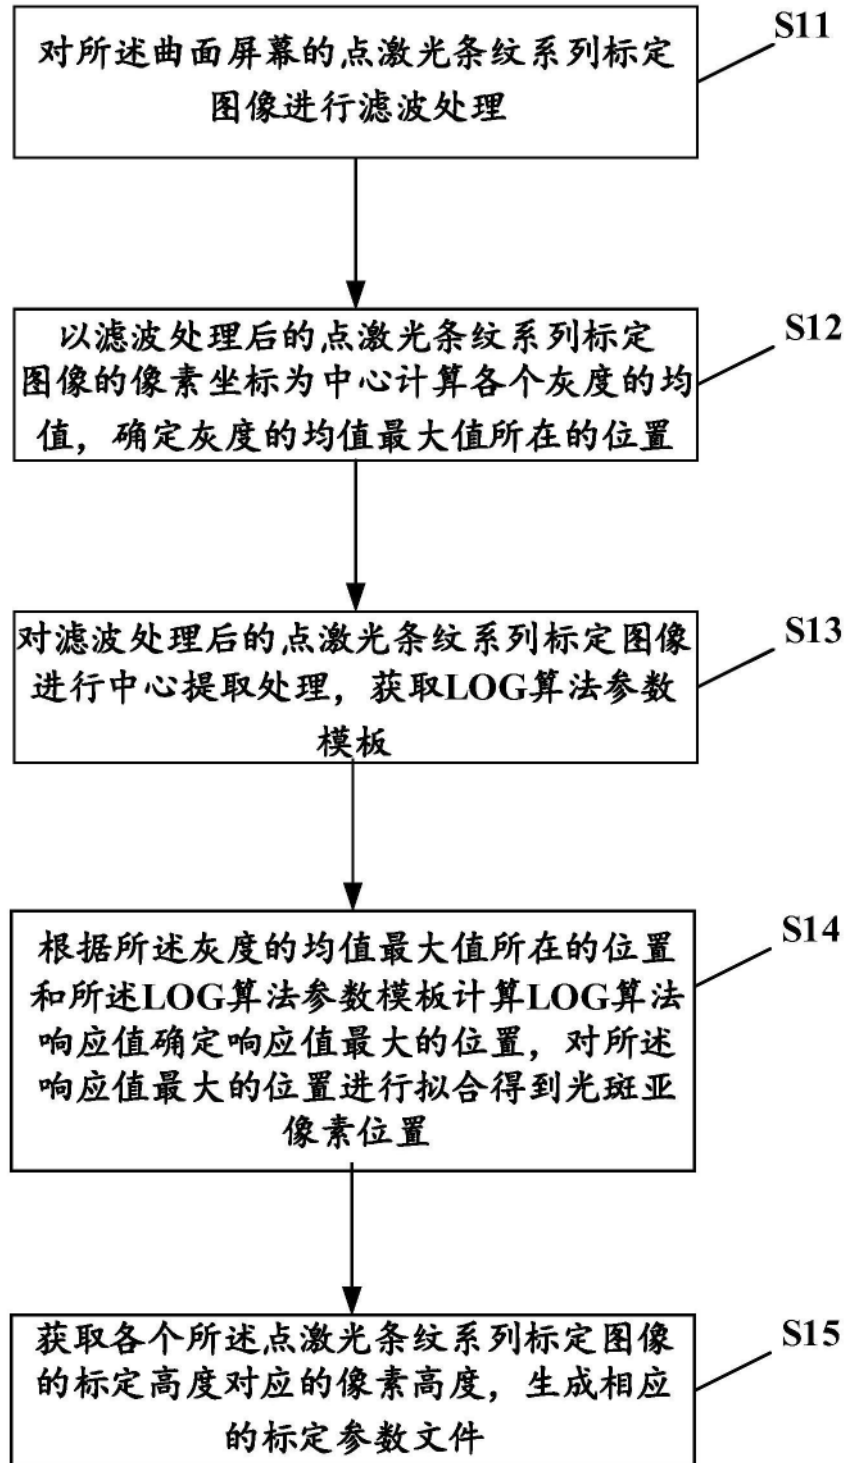 S11
对所述曲面屏幕的点激光条纹系列标定
图像进行滤波处理
S12
以滤波处理后的点激光条纹系列标定
图像的像素坐标为中心计算各个灰度的均
值，确定灰度的均值最大值所在的位置
S13
对滤波处理后的点激光条纹系列标定图像
进行中心提取处理，获取LOG算法参数
模板
S14
根据所述灰度的均值最大值所在的位置
和所述LOG算法参数模板计算LOG算法
响应值确定响应值最大的位置，对所述
响应值最大的位置进行拟合得到光斑亚
像素位置
S15
获取各个所述点激光条纹系列标定图像
的标定高度对应的像素高度，生成相应
的标定参数文件